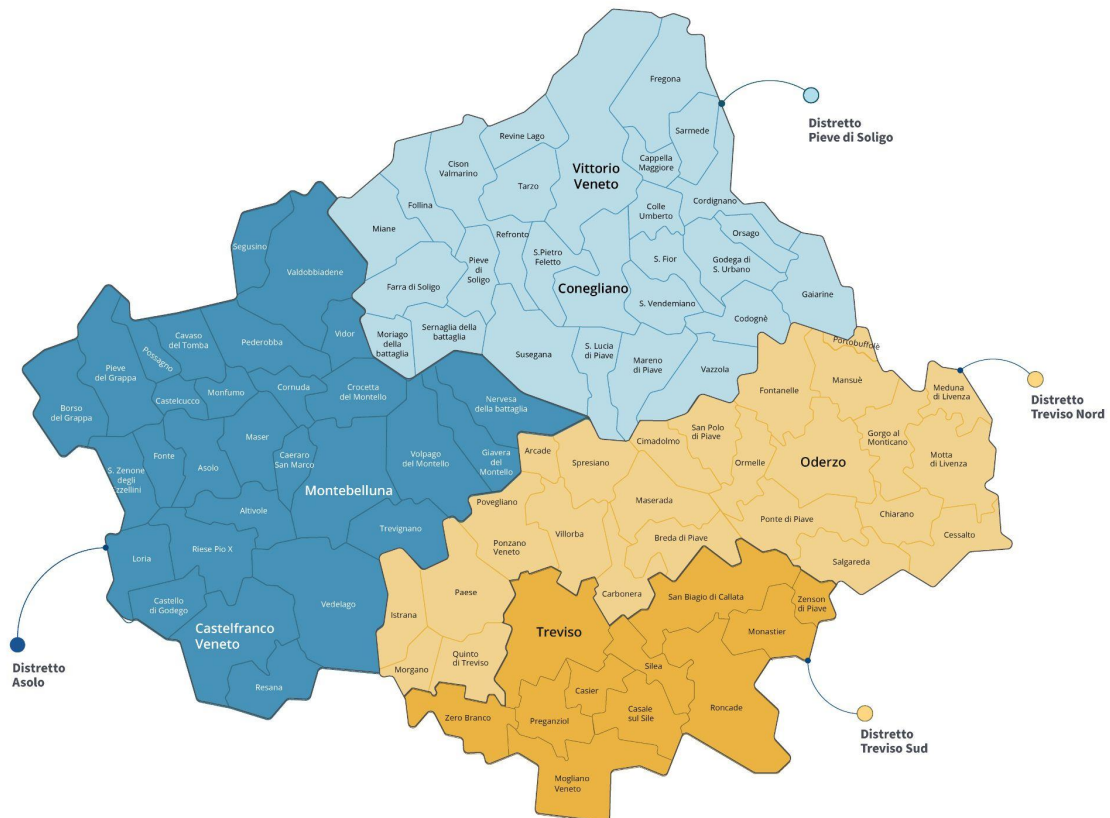 Fregona
Distretto
Pieve di Soligo
Sarmede
Revine Lago
Cison
Valmarino
Vittorio
Veneto
Cappella
Maggiore
Tarzo
Cordignano
Follina
Colle
Umberto
Miane
Refronto
Orsago
Segusino
S.Pietro
Feletto
S. Fior
Godega di
S. Urbano
Pieve
di
Soligo
Valdobbiadene
Farra di Soligo
Conegliano
Gaiarine
S. Vendemiano
Codognè
Moriago
della
battaglia
Sernaglia della
battaglia
Cavaso
del Tomba
Vidor
Pederobba
Susegana
S. Lucia
di Piave
Portobuffolè
Possagno
Pieve
del Grappa
Mareno
di Piave
Vazzola
Mansuè
Meduna
di Livenza
Distretto
Treviso Nord
Fontanelle
Cornuda
Crocetta
del Montello
Monfumo
Castelcucco
Nervesa
della battaglia
Borso
del Grappa
San Polo
di Piave
Gorgo al
Monticano
Maser
Cimadolmo
Arcade
Motta
di Livenza
Fonte
Caeraro
San Marco
Volpago
del Montello
Giavera
del
Montello
Spresiano
Ormelle
Oderzo
Asolo
S. Zenone
degli
zzellini
Montebelluna
Povegliano
Maserada
Altivole
Chiarano
Trevignano
Ponte di Piave
Villorba
Cessalto
Breda di Piave
Ponzano
Veneto
Riese Pio X
Loria
Salgareda
Paese
Carbonera
San Biagio di Callata
Zenson
di Piave
Castello
di Godego
Vedelago
Istrana
Castelfranco
Veneto
Treviso
Monastier
Distretto
Asolo
Quinto
di Treviso
Silea
Morgano
Resana
Casier
Roncade
Casale
sul Sile
Zero Branco
Preganziol
Distretto
Treviso Sud
Mogliano
Veneto